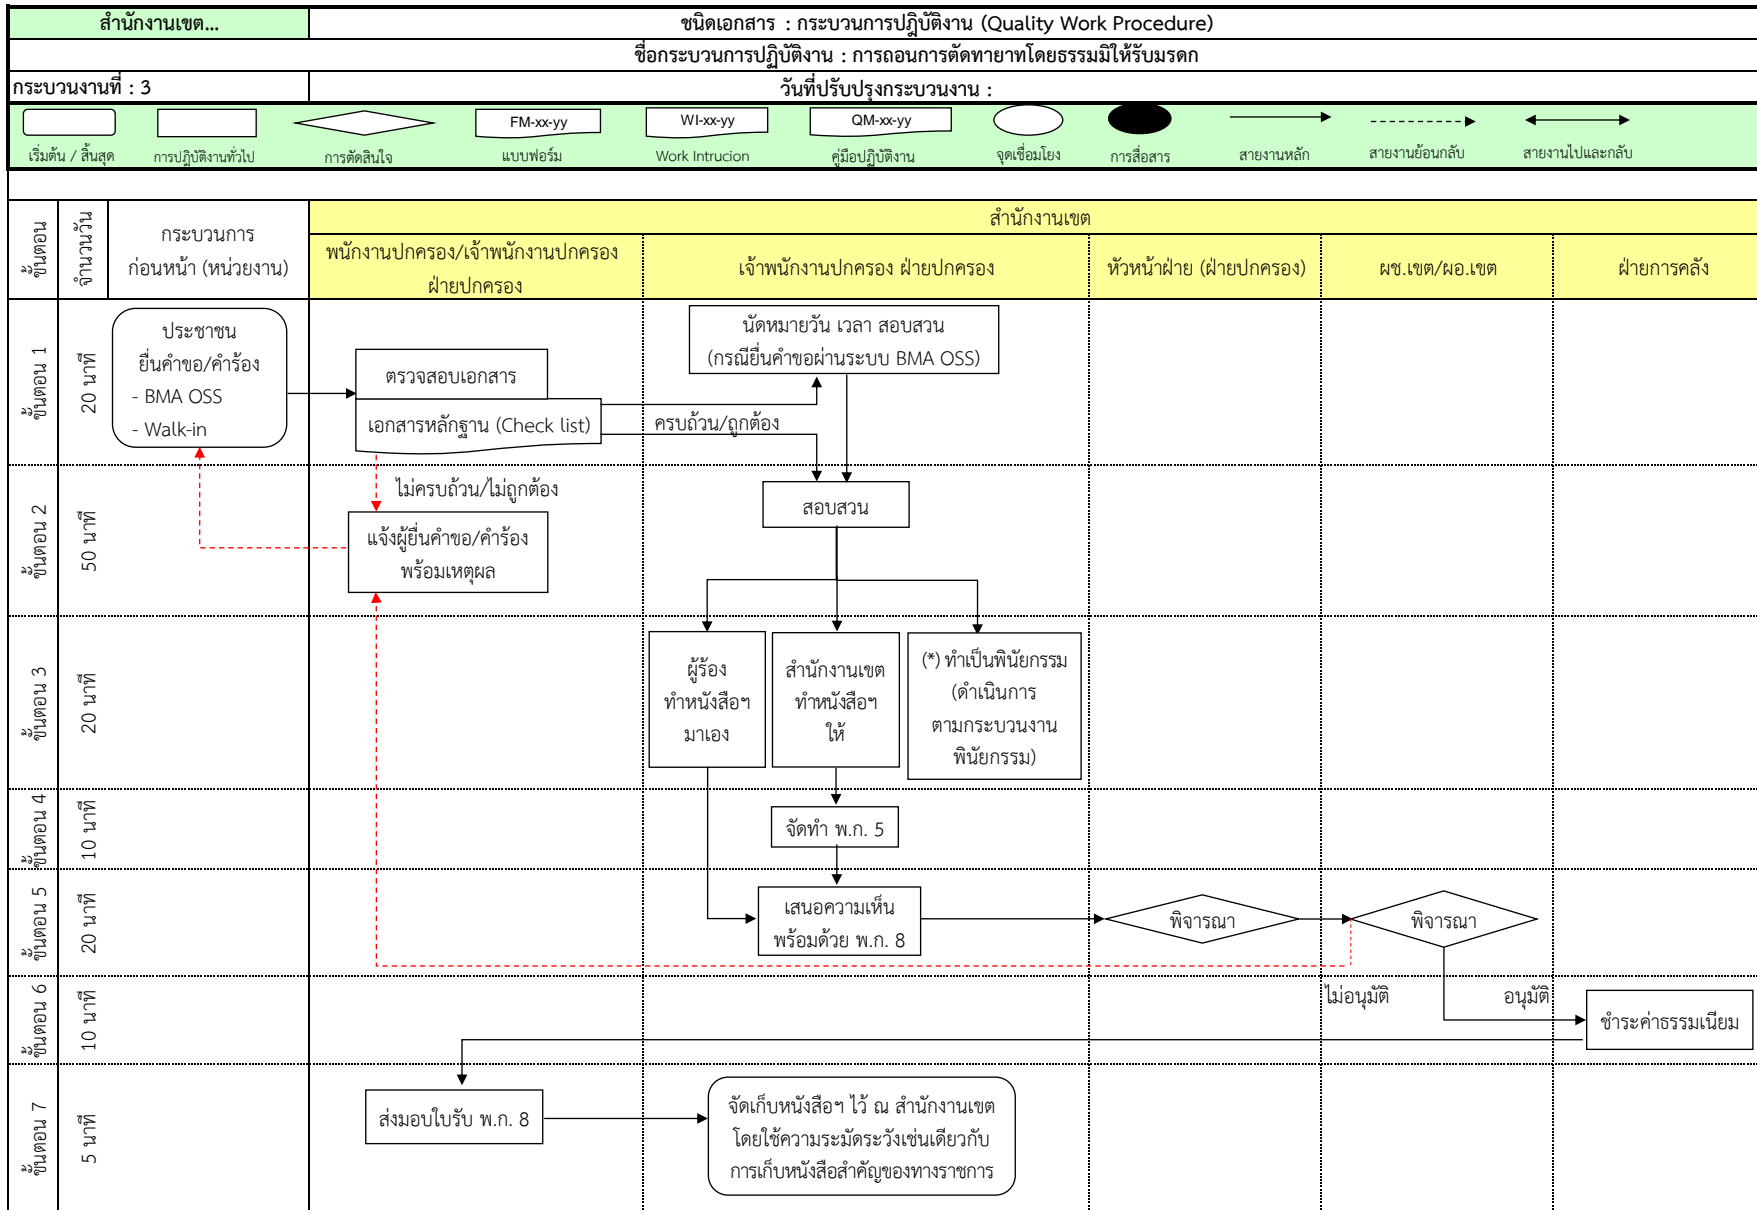 สำนักงานเขต...
ชนิดเอกสาร : กระบวนการปฏิบัติงาน (Quality Work Procedure)
ชื่อกระบวนการปฏิบัติงาน : การถอนการตัดทายาทโดยธรรมมิให้รับมรดก
กระบวนงานที่ : 3
วันที่ปรับปรุงกระบวนงาน :
FM-xx-yy
WI-xx-yy
QM-xx-yy
เริ่มต้น / สิ้นสุด
การปฏิบัติงานทั่วไป
การตัดสินใจ
แบบฟอร์ม
Work Intrucion
คู่มือปฏิบัติงาน
จุดเชื่อมโยง
การสื่อสาร
สายงานหลัก
สายงานย้อนกลับ
สายงานไปและกลับ
ขั้นตอน
จำนวนวัน
กระบวนการ
ก่อนหน้า (หน่วยงาน)
สำนักงานเขต
พนักงานปกครอง/เจ้าพนักงานปกครอง
ฝ่ายปกครอง
เจ้าพนักงานปกครอง ฝ่ายปกครอง
หัวหน้าฝ่าย (ฝ่ายปกครอง)
ผช.เขต/ผอ.เขต
ฝ่ายการคลัง
ขั้นตอน 1
20 นาที
ประชาชน
ยื่นคำขอ/คำร้อง
- BMA OSS
- Walk-in
ตรวจสอบเอกสาร
เอกสารหลักฐาน (Check list)
นัดหมายวัน เวลา สอบสวน
(กรณียื่นคำขอผ่านระบบ BMA OSS)
ครบถ้วน/ถูกต้อง
ขั้นตอน 2
50 นาที
ไม่ครบถ้วน/ไม่ถูกต้อง
แจ้งผู้ยื่นคำขอ/คำร้อง
พร้อมเหตุผล
สอบสวน
ขั้นตอน 3
20 นาที
ผู้ร้อง
ทำหนังสือฯ
มาเอง
สำนักงานเขต
ทำหนังสือฯ
ให้
(*) ทำเป็นพินัยกรรม
(ดำเนินการ
ตามกระบวนงาน
พินัยกรรม)
ขั้นตอน 4
10 นาที
จัดทำ พ.ก. 5
ขั้นตอน 5
20 นาที
เสนอความเห็น
พร้อมด้วย พ.ก. 8
พิจารณา
พิจารณา
ขั้นตอน 6
10 นาที
ไม่อนุมัติ
อนุมัติ
ชำระค่าธรรมเนียม
ขั้นตอน 7
5 นาที
ส่งมอบใบรับ พ.ก. 8
จัดเก็บหนังสือฯ ไว้ ณ สำนักงานเขต
โดยใช้ความระมัดระวังเช่นเดียวกับ
การเก็บหนังสือสำคัญของทางราชการ